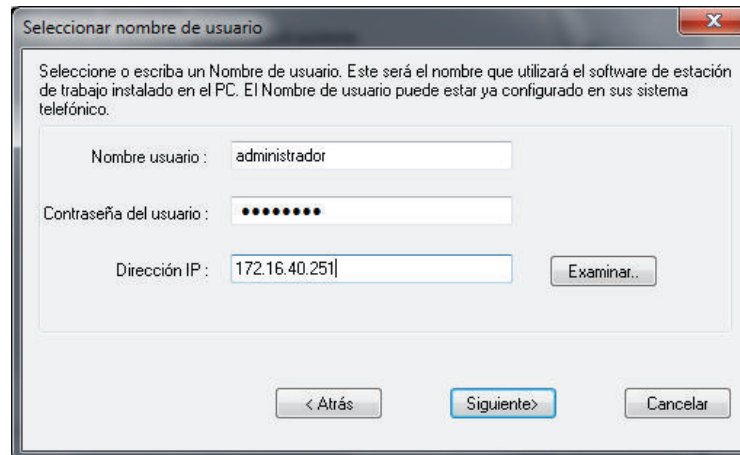 Seleccionar nombre de usuario
Seleccione o escriba un Nombre de usuario. Este será el nombre que utilizará el software de estación
de trabajo instalado en el PC. El Nombre de usuario puede estar ya configurado en sus sistema
telefónico.
Nombre usuario : administrador
Contraseña del usuario : ●●●●●●●●
Dirección IP : 172.16.40.251 Examinar..
< Atrás Siguiente> Cancelar